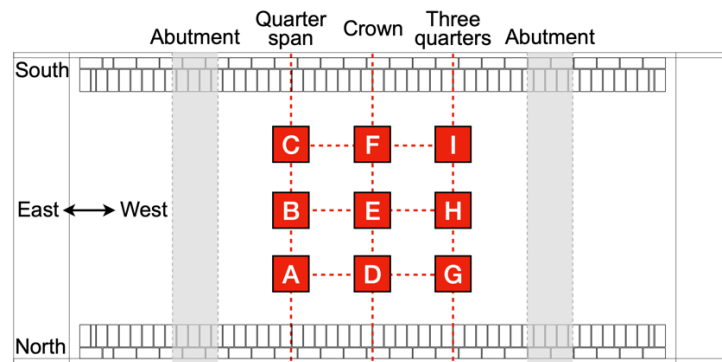 Quarter span
Crown
Three quarters
Abutment
Abutment
South
C
F
I
East
West
B
E
H
A
D
G
North